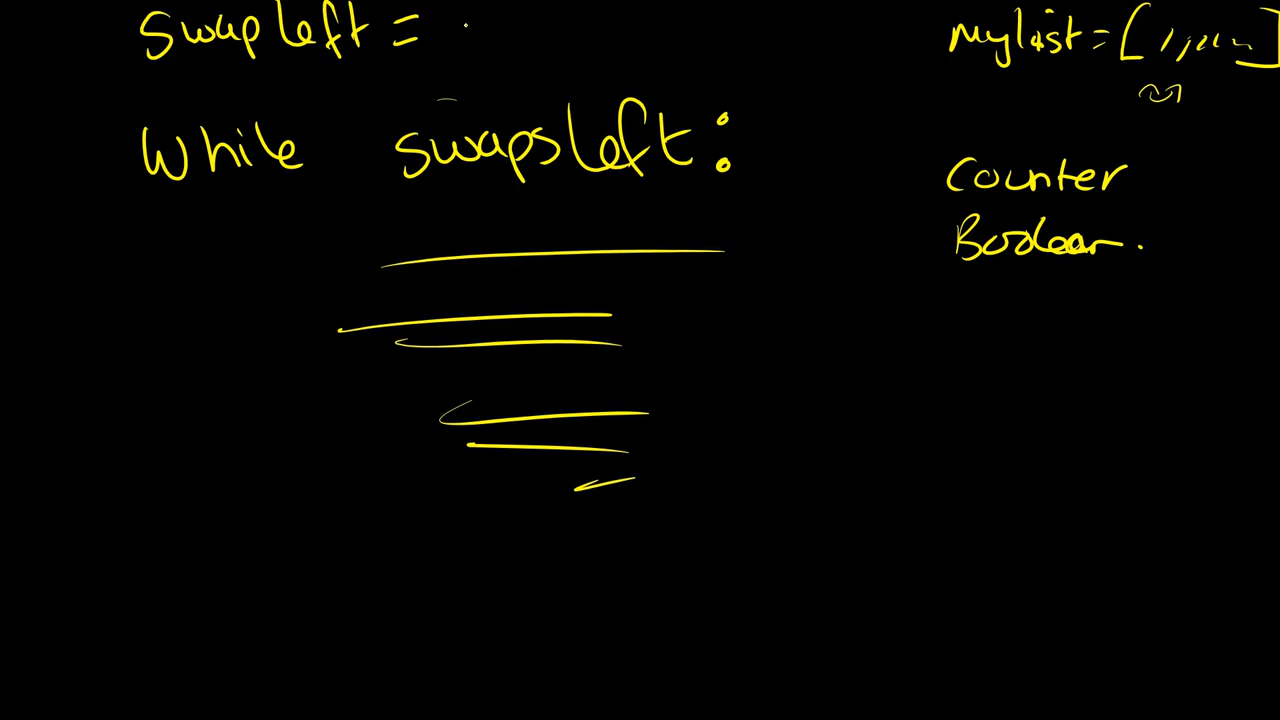 swapleft =
While swapsleft:
mylist = [
Counter
Boolean.